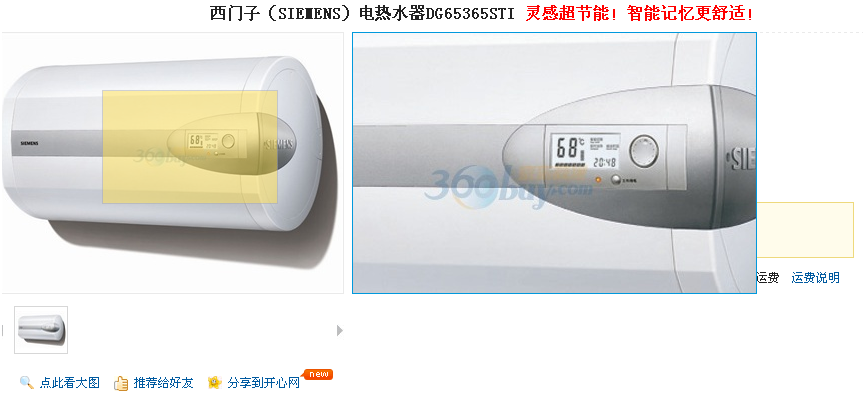 西门子（SIEMENS）电热水器DG65365STI 灵感超节能！智能记忆更舒适！
SIEMENS
68℃
20:48
360buy
SIEMENS
68℃
20:48
360buy.com
SIE
运费 运费说明
点此看大图 推荐给好友 分享到开心网 new